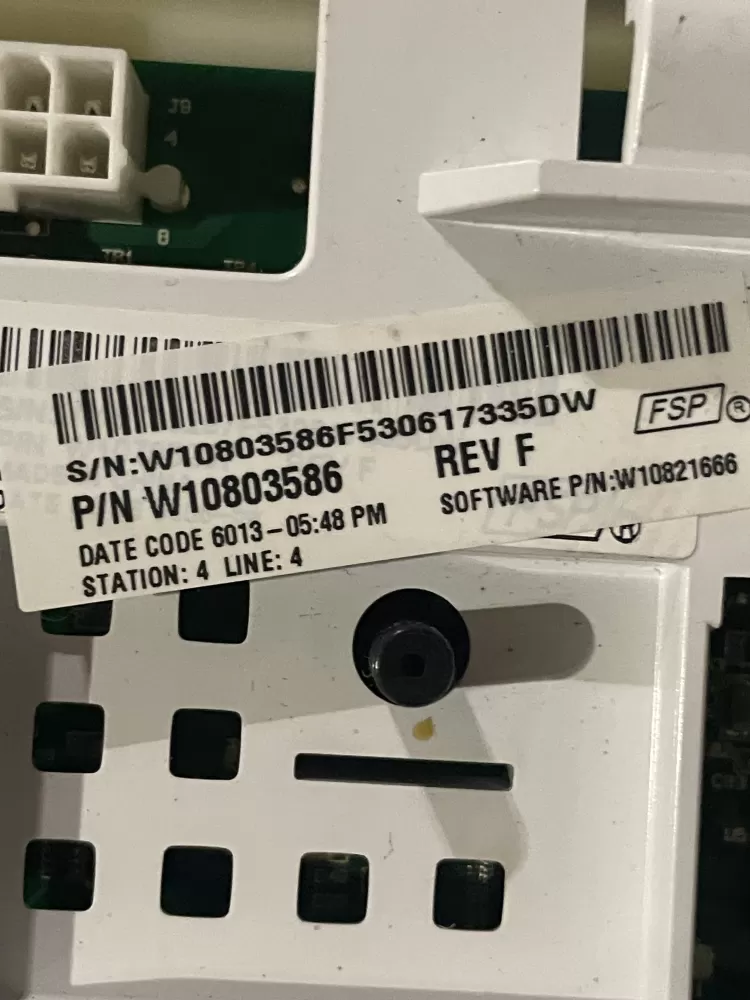 J9
4
8
TR1
S/N:W10803586F530617335DW
FSP ®
P/N W10803586
REV F
DATE CODE 6013-05:48 PM
SOFTWARE P/N:W10821666
STATION: 4 LINE: 4